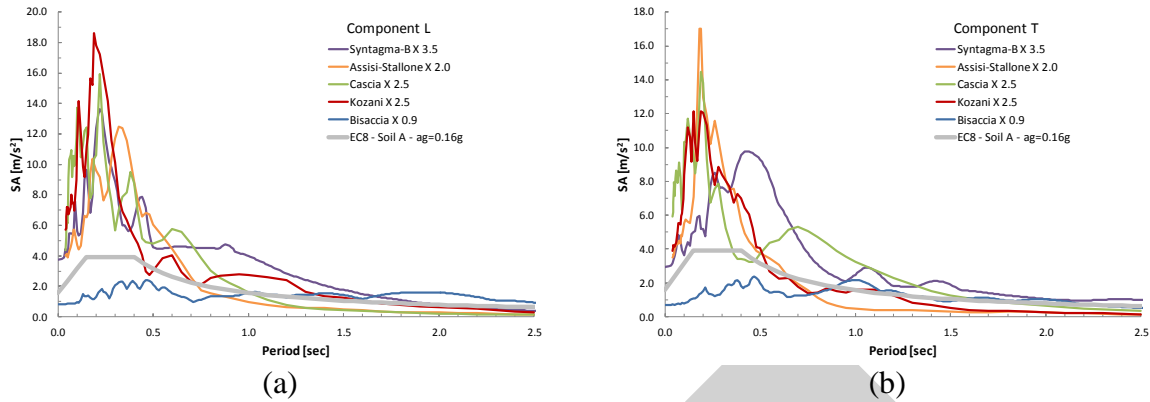 Component L
Syntagma-B X 3.5
Assisi-Stallone X 2.0
Cascia X 2.5
Kozani X 2.5
Bisaccia X 0.9
EC8 - Soil A - ag=0.16g
20.0
18.0
16.0
14.0
12.0
10.0
8.0
6.0
4.0
2.0
0.0
SA [m/s²]
0.0 0.5 1.0 1.5 2.0 2.5
Period [sec]
(a)
Component T
Syntagma-B X 3.5
Assisi-Stallone X 2.0
Cascia X 2.5
Kozani X 2.5
Bisaccia X 0.9
EC8 - Soil A - ag=0.16g
18.0
16.0
14.0
12.0
10.0
8.0
6.0
4.0
2.0
0.0
SA [m/s²]
0.0 0.5 1.0 1.5 2.0 2.5
Period [sec]
(b)